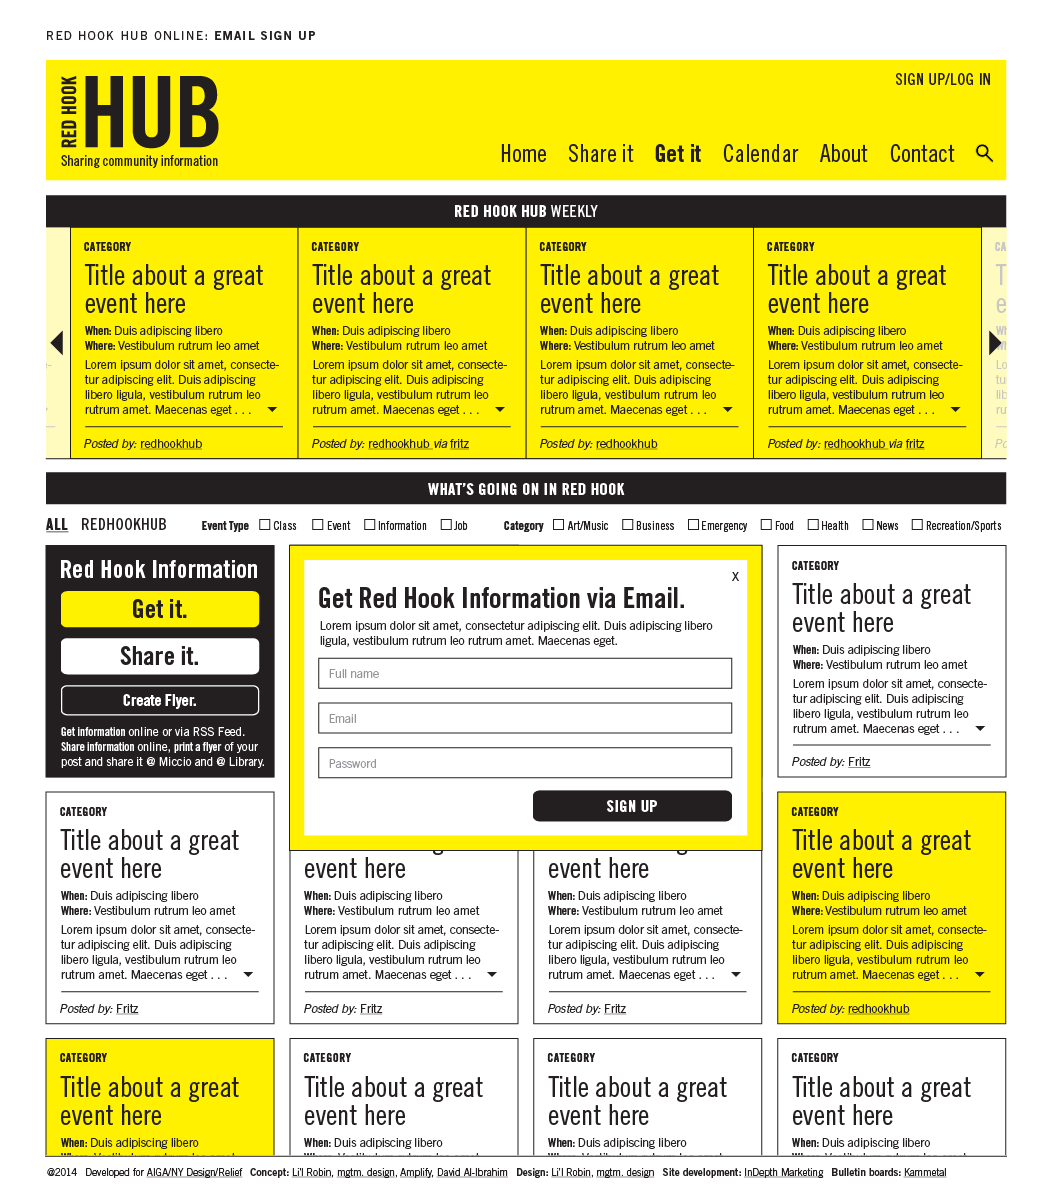 RED HOOK HUB ONLINE: EMAIL SIGN UP
SIGN UP/LOG IN
RED HOOK
HUB
Sharing community information
Home Share it Get it Calendar About Contact
RED HOOK HUB WEEKLY
CATEGORY
Title about a great
event here
When: Duis adipiscing libero
Where: Vestibulum rutrum leo amet
Lorem ipsum dolor sit amet, consecte-
tur adipiscing elit. Duis adipiscing
libero ligula, vestibulum rutrum leo
rutrum amet. Maecenas eget . . .
Posted by: redhookhub
CATEGORY
Title about a great
event here
When: Duis adipiscing libero
Where: Vestibulum rutrum leo amet
Lorem ipsum dolor sit amet, consecte-
tur adipiscing elit. Duis adipiscing
libero ligula, vestibulum rutrum leo
rutrum amet. Maecenas eget . . .
Posted by: redhookhub via fritz
CATEGORY
Title about a great
event here
When: Duis adipiscing libero
Where: Vestibulum rutrum leo amet
Lorem ipsum dolor sit amet, consecte-
tur adipiscing elit. Duis adipiscing
libero ligula, vestibulum rutrum leo
rutrum amet. Maecenas eget . . .
Posted by: redhookhub
CATEGORY
Title about a great
event here
When: Duis adipiscing libero
Where: Vestibulum rutrum leo amet
Lorem ipsum dolor sit amet, consecte-
tur adipiscing elit. Duis adipiscing
libero ligula, vestibulum rutrum leo
rutrum amet. Maecenas eget . . .
Posted by: redhookhub via fritz
WHAT'S GOING ON IN RED HOOK
ALL REDHOOKHUB Event Type Class Event Information Job Category Art/Music Business Emergency Food Health News Recreation/Sports
Red Hook Information
Get it.
Share it.
Create Flyer.
Get information online or via RSS Feed.
Share information online, print a flyer of your
post and share it @ Miccio and @ Library.
X
Get Red Hook Information via Email.
Lorem ipsum dolor sit amet, consectetur adipiscing elit. Duis adipiscing libero
ligula, vestibulum rutrum leo rutrum amet. Maecenas eget.
Full name
Email
Password
SIGN UP
CATEGORY
Title about a great
event here
When: Duis adipiscing libero
Where: Vestibulum rutrum leo amet
Lorem ipsum dolor sit amet, consecte-
tur adipiscing elit. Duis adipiscing
libero ligula, vestibulum rutrum leo
rutrum amet. Maecenas eget . . .
Posted by: Fritz
CATEGORY
Title about a great
event here
When: Duis adipiscing libero
Where: Vestibulum rutrum leo amet
Lorem ipsum dolor sit amet, consecte-
tur adipiscing elit. Duis adipiscing
libero ligula, vestibulum rutrum leo
rutrum amet. Maecenas eget . . .
Posted by: Fritz
event here
When: Duis adipiscing libero
Where: Vestibulum rutrum leo amet
Lorem ipsum dolor sit amet, consecte-
tur adipiscing elit. Duis adipiscing
libero ligula, vestibulum rutrum leo
rutrum amet. Maecenas eget . . .
Posted by: Fritz
event here
When: Duis adipiscing libero
Where: Vestibulum rutrum leo amet
Lorem ipsum dolor sit amet, consecte-
tur adipiscing elit. Duis adipiscing
libero ligula, vestibulum rutrum leo
rutrum amet. Maecenas eget . . .
Posted by: Fritz
CATEGORY
Title about a great
event here
When: Duis adipiscing libero
Where: Vestibulum rutrum leo amet
Lorem ipsum dolor sit amet, consecte-
tur adipiscing elit. Duis adipiscing
libero ligula, vestibulum rutrum leo
rutrum amet. Maecenas eget . . .
Posted by: redhookhub
CATEGORY
Title about a great
event here
When: Duis adipiscing libero
CATEGORY
Title about a great
event here
When: Duis adipiscing libero
CATEGORY
Title about a great
event here
When: Duis adipiscing libero
CATEGORY
Title about a great
event here
When: Duis adipiscing libero
@2014 Developed for AIGA/NY Design/Relief Concept: Li'l Robin, mgtm. design, Amplify, David Al-Ibrahim Design: Li'l Robin, mgtm. design Site development: InDepth Marketing Bulletin boards: Kammetal